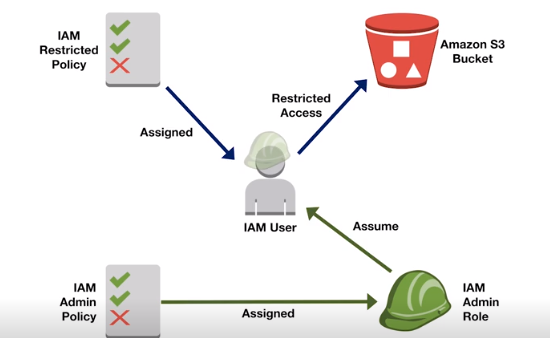 IAM
Restricted
Policy
Amazon S3
Bucket
Restricted
Access
Assigned
IAM User
Assume
IAM
Admin
Policy
Assigned
IAM
Admin
Role